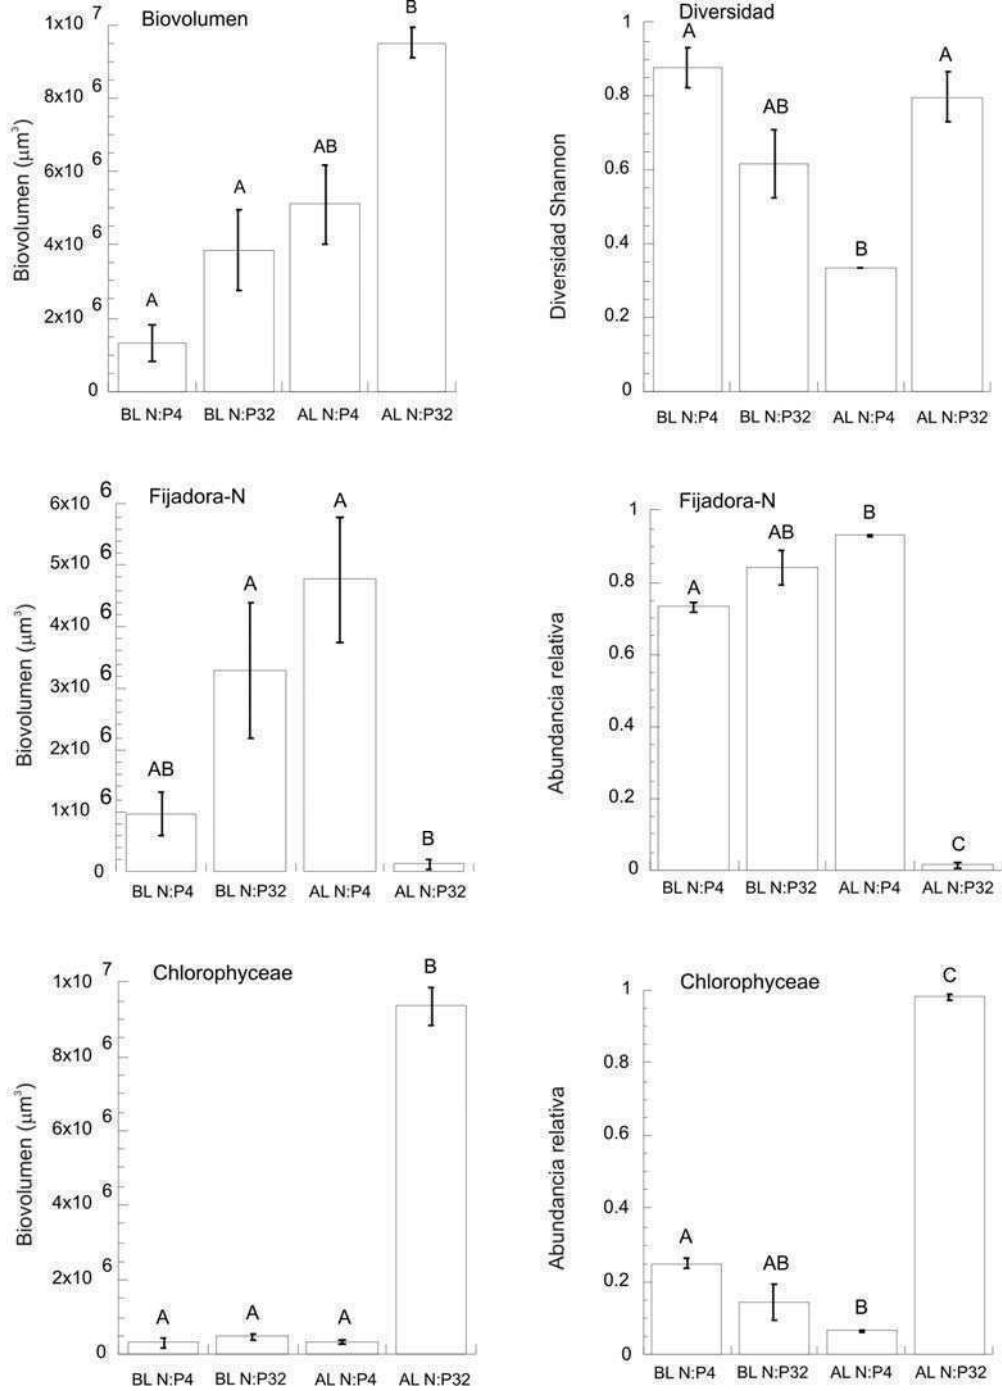 Biovolumen
B
1x10 7
8x10 6
6x10 6
4x10 6
2x10 6
0
Biovolumen (µm³)
A
A
AB
BL N:P4 BL N:P32 AL N:P4 AL N:P32
Diversidad
1
0.8
0.6
0.4
0.2
0
Diversidad Shannon
A
AB
B
A
BL N:P4 BL N:P32 AL N:P4 AL N:P32
Fijadora-N
6x10 6
5x10 6
4x10 6
3x10 6
2x10 6
1x10 6
0
Biovolumen (µm³)
AB
A
A
B
BL N:P4 BL N:P32 AL N:P4 AL N:P32
Fijadora-N
1
0.8
0.6
0.4
0.2
0
Abundancia relativa
A
AB
B
C
BL N:P4 BL N:P32 AL N:P4 AL N:P32
Chlorophyceae
1x10 7
8x10 6
6x10 6
4x10 6
2x10 6
0
Biovolumen (µm³)
A
A
A
B
BL N:P4 BL N:P32 AL N:P4 AL N:P32
Chlorophyceae
1
0.8
0.6
0.4
0.2
0
Abundancia relativa
A
AB
B
C
BL N:P4 BL N:P32 AL N:P4 AL N:P32